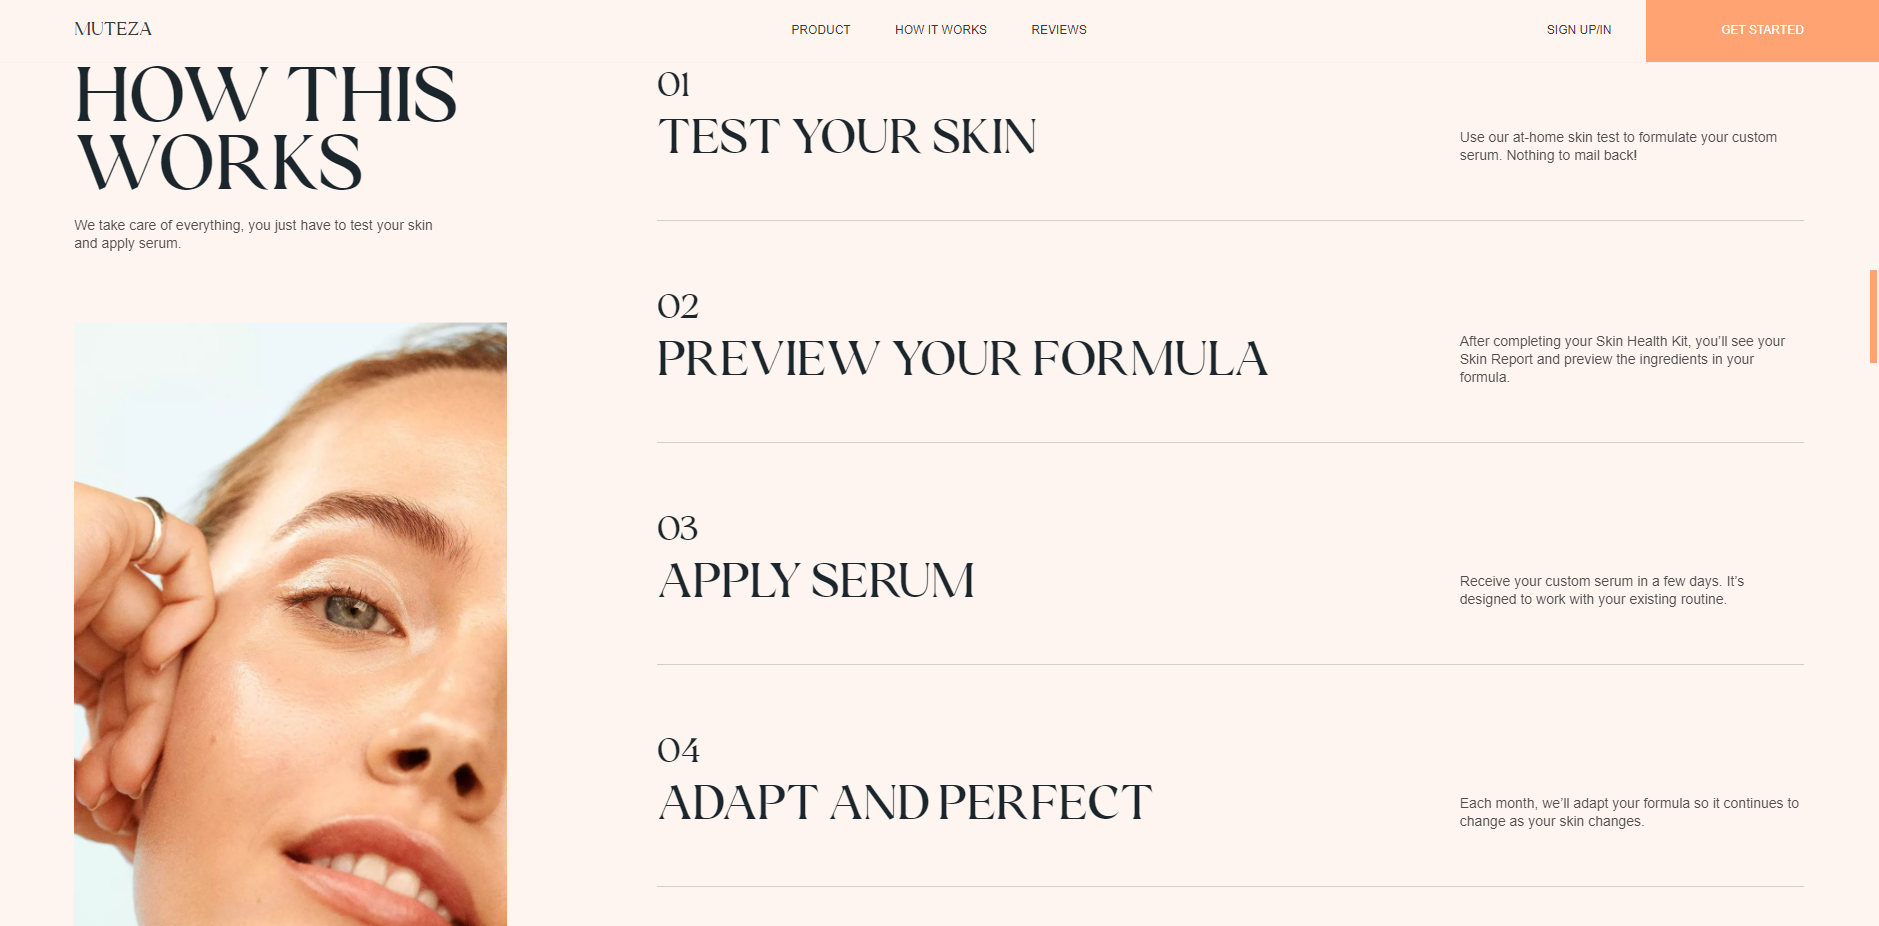 MUTEZA
PRODUCT
HOW IT WORKS
REVIEWS
SIGN UP/IN
GET STARTED
HOW THIS
WORKS
We take care of everything, you just have to test your skin
and apply serum.
01
TEST YOUR SKIN
Use our at-home skin test to formulate your custom
serum. Nothing to mail back!
02
PREVIEW YOUR FORMULA
After completing your Skin Health Kit, you’ll see your
Skin Report and preview the ingredients in your
formula.
03
APPLY SERUM
Receive your custom serum in a few days. It’s
designed to work with your existing routine.
04
ADAPT AND PERFECT
Each month, we’ll adapt your formula so it continues to
change as your skin changes.